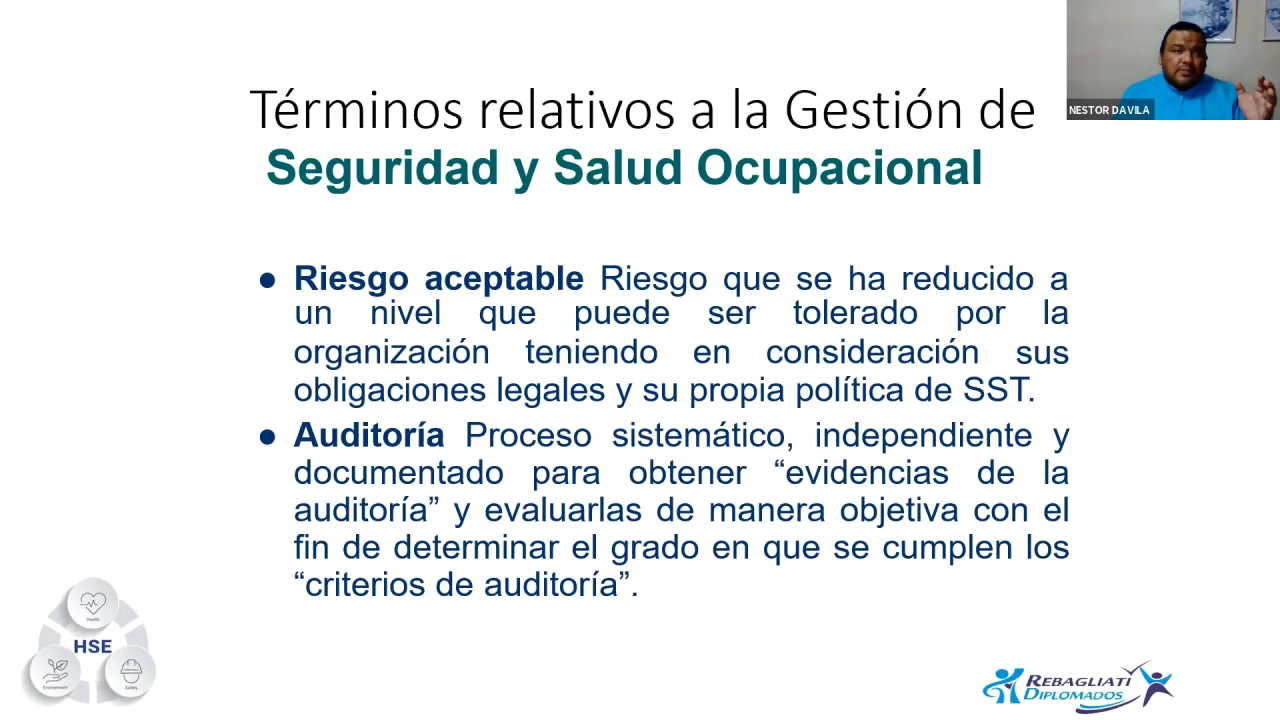 NESTOR DAVILA
Términos relativos a la Gestión de
Seguridad y Salud Ocupacional
● Riesgo aceptable Riesgo que se ha reducido a
un nivel que puede ser tolerado por la
organización teniendo en consideración sus
obligaciones legales y su propia política de SST.
● Auditoría Proceso sistemático, independiente y
documentado para obtener “evidencias de la
auditoría” y evaluarlas de manera objetiva con el
fin de determinar el grado en que se cumplen los
“criterios de auditoría”.
Health
HSE
Environment
Safety
REBAGLIATI
DIPLOMADOS